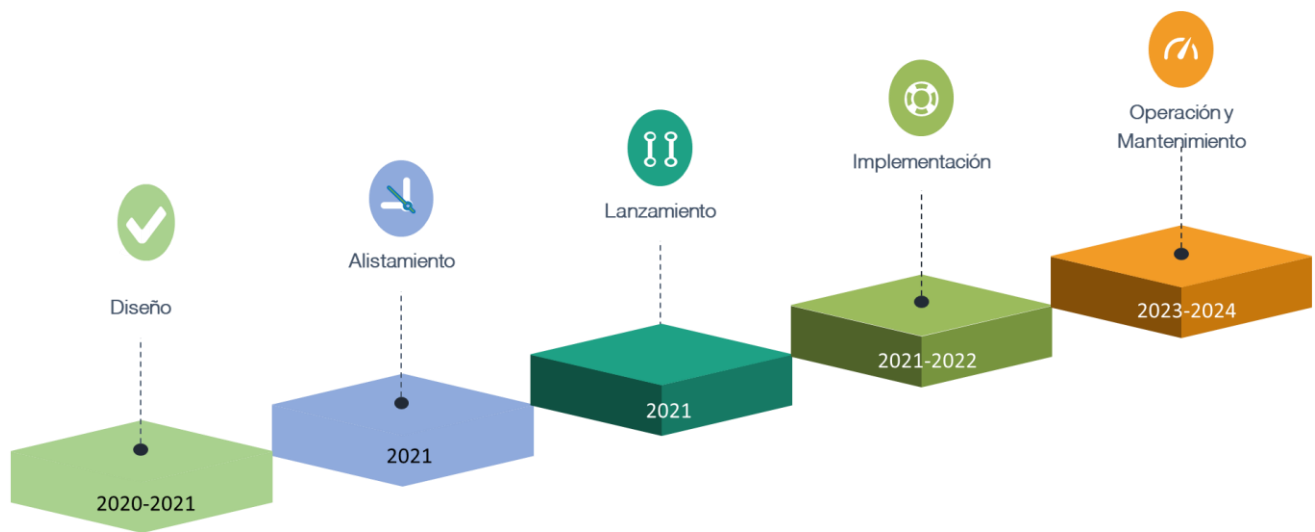 Diseño
2020-2021
Alistamiento
2021
Lanzamiento
2021
Implementación
2021-2022
Operación y
Mantenimiento
2023-2024